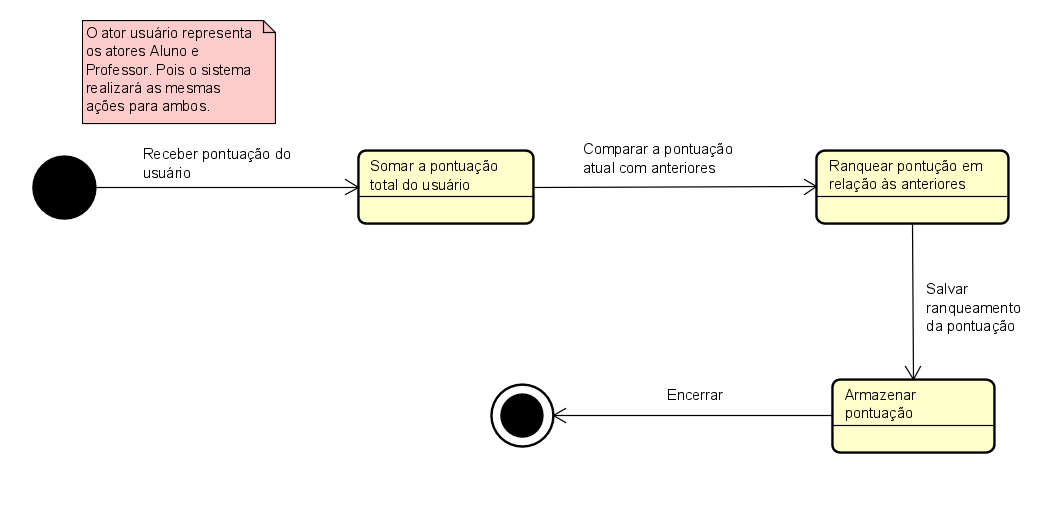 O ator usuário representa
os atores Aluno e
Professor. Pois o sistema
realizará as mesmas
ações para ambos.
Receber pontuação do
usuário
Somar a pontuação
total do usuário
Comparar a pontuação
atual com anteriores
Ranquear pontução em
relação às anteriores
Salvar
ranqueamento
da pontuação
Armazenar
pontuação
Encerrar